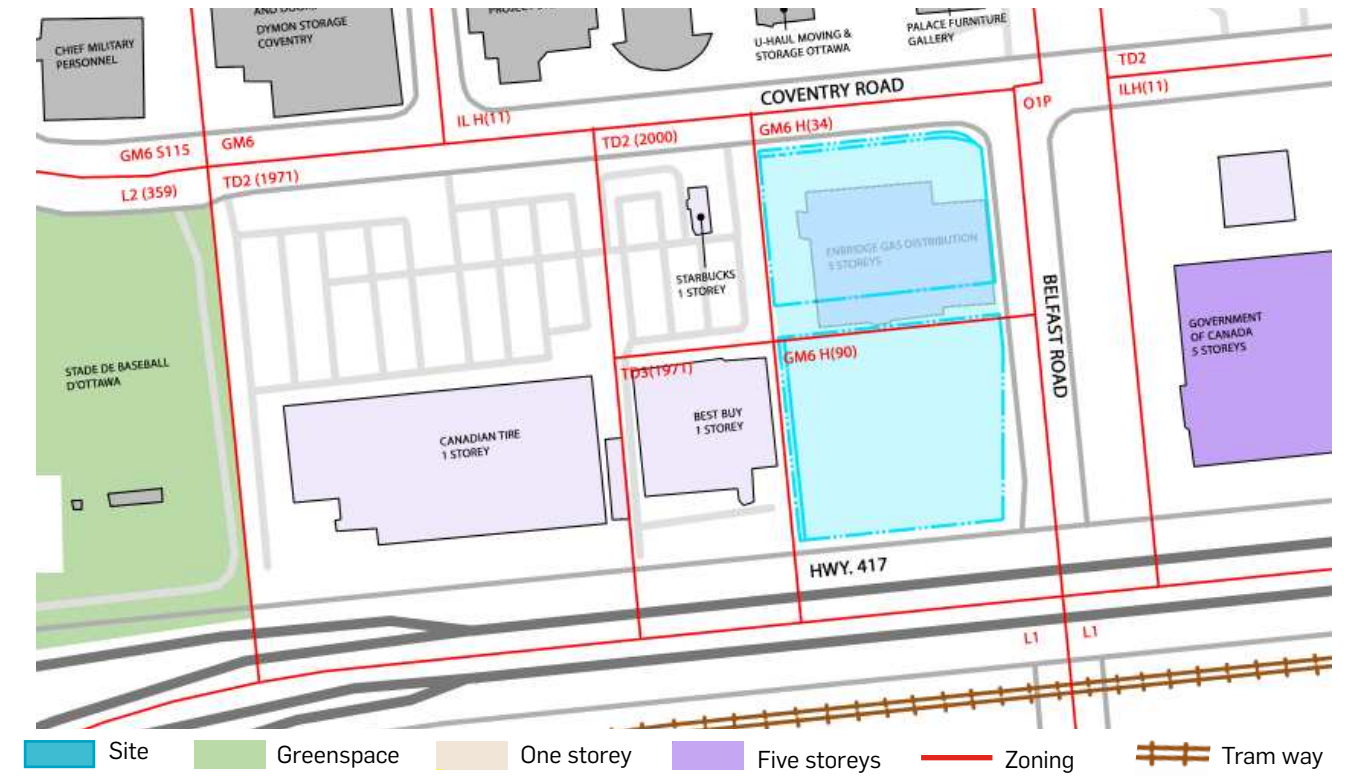 AND DOORS
DYMON STORAGE
COVENTRY
CHIEF MILITARY
PERSONNEL
U-HAUL MOVING &
STORAGE OTTAWA
PALACE FURNITURE
GALLERY
COVENTRY ROAD
TD2
ILH(11)
O1P
IL H(11)
GM6 S115
GM6
TD2 (2000)
GM6 H(34)
L2 (359)
TD2 (1971)
ENBRIDGE GAS DISTRIBUTION
3 STOREYS
STARBUCKS
1 STOREY
BELFAST ROAD
GOVERNMENT
OF CANADA
5 STOREYS
STADE DE BASEBALL
D'OTTAWA
TD3(1971)
GM6 H(90)
CANADIAN TIRE
1 STOREY
BEST BUY
1 STOREY
HWY. 417
L1
L1
Site
Greenspace
One storey
Five storeys
Zoning
Tram way